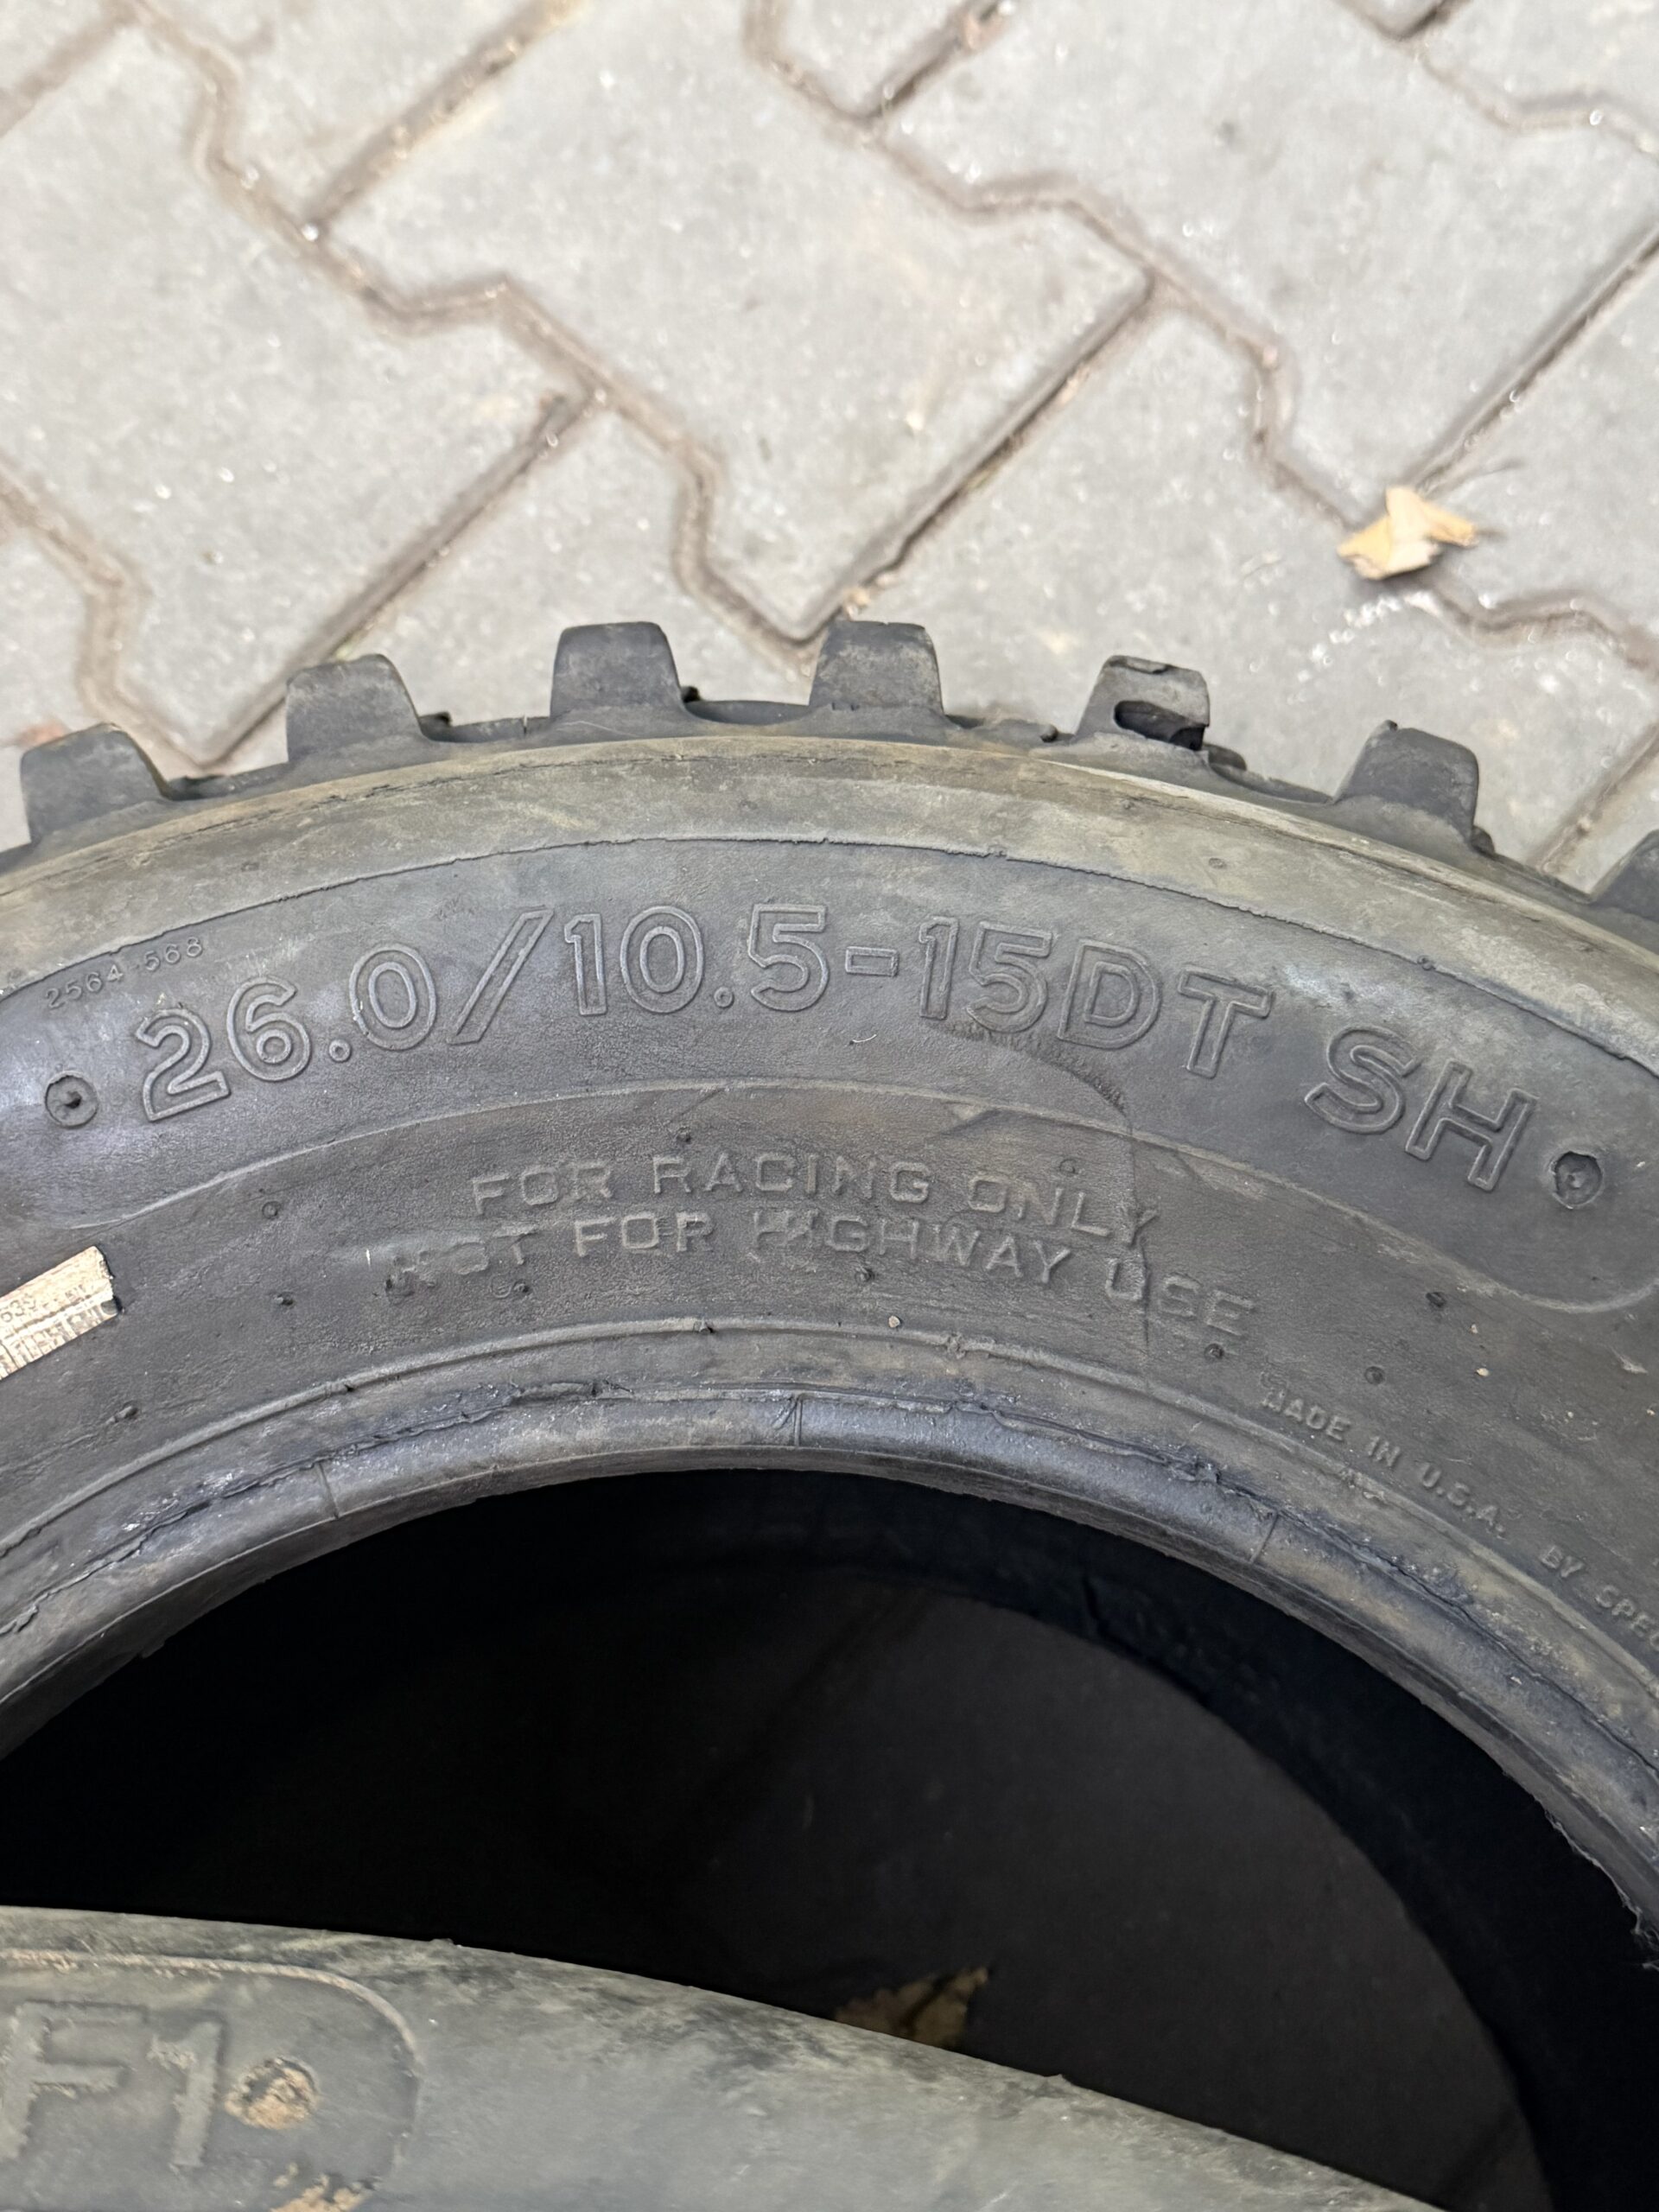 2564-568
26.0/10.5-15DT SH
FOR RACING ONLY
NOT FOR HIGHWAY USE
MADE IN U.S.A.
BY
F1